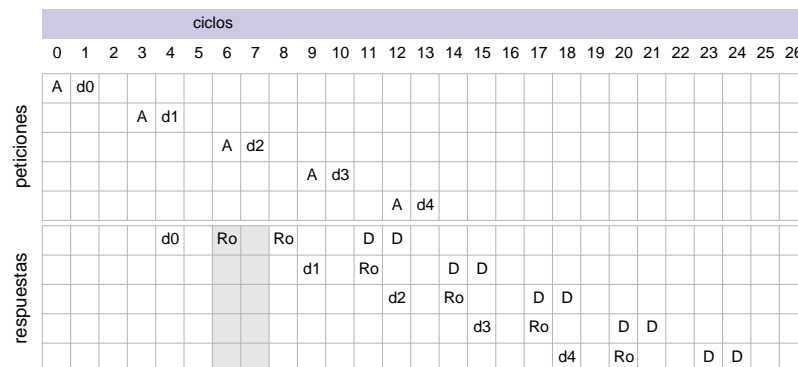 ciclos
0 1 2 3 4 5 6 7 8 9 10 11 12 13 14 15 16 17 18 19 20 21 22 23 24 25 26
peticiones
A d0
A d1
A d2
A d3
A d4
respuestas
d0 Ro Ro D D
d1 Ro D D
d2 Ro D D
d3 Ro D D
d4 Ro D D